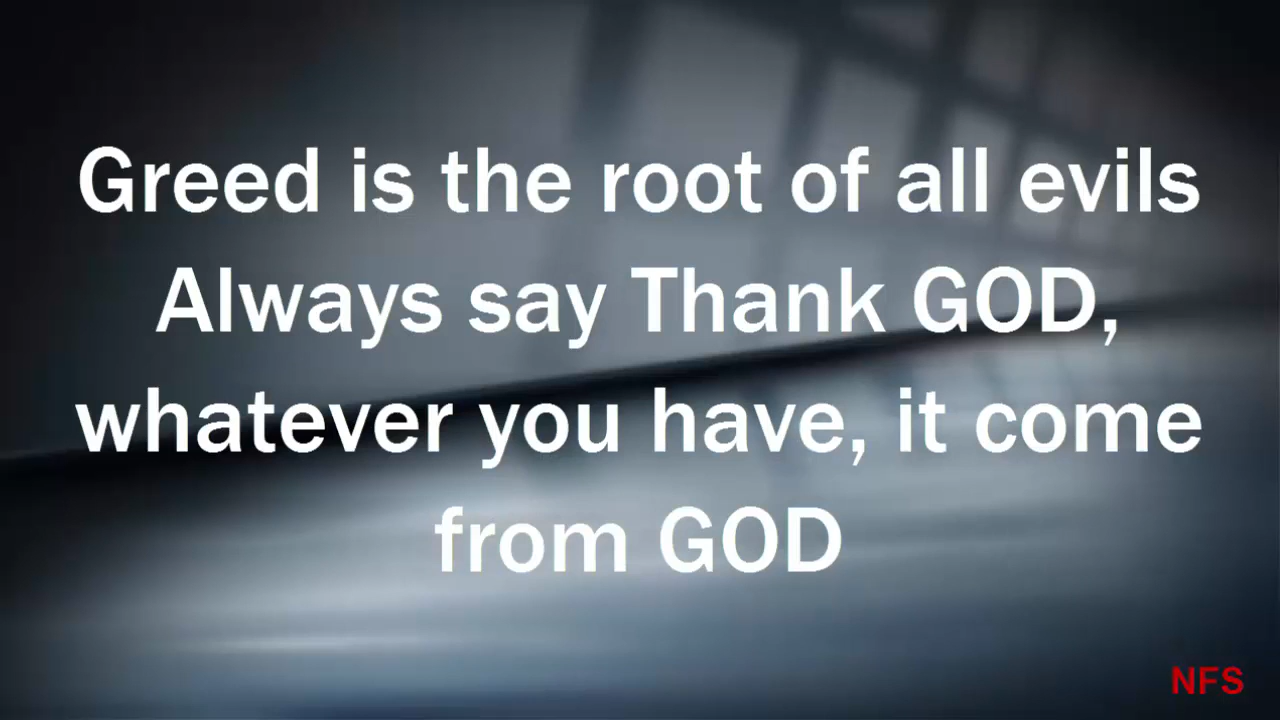 Greed is the root of all evils
Always say Thank GOD,
whatever you have, it come
from GOD
NFS